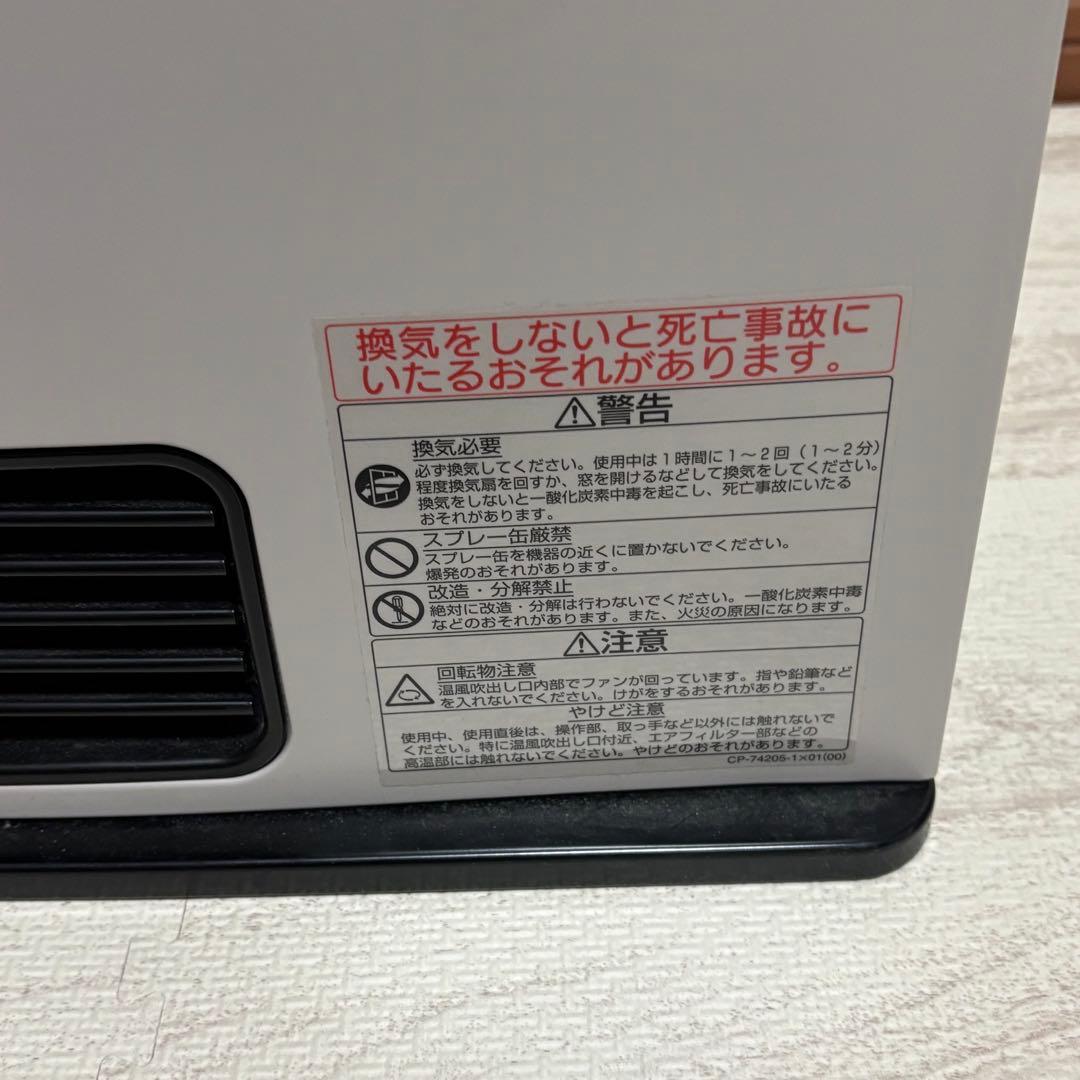 換気をしないと死亡事故に
いたるおそれがあります。
⚠警告
換気必要
必ず換気してください。使用中は1時間に1～2回（1～2分）
程度換気扇を回すか、窓を開けるなどして換気をしてください。
換気をしないと一酸化炭素中毒を起こし、死亡事故にいたる
おそれがあります。
スプレー缶厳禁
スプレー缶を機器の近くに置かないでください。
爆発のおそれがあります。
改造・分解禁止
絶対に改造・分解は行わないでください。一酸化炭素中毒
などのおそれがあります。また、火災の原因になります。
⚠注意
回転物注意
温風吹出し口内部でファンが回っています。指や鉛筆など
を入れないでください。けがをするおそれがあります。
やけど注意
使用中、使用直後は、操作部、取っ手など以外には触れないで
ください。特に温風吹出し口付近、エアフィルター部などの
高温部には触れないでください。やけどのおそれがあります。
CP-74205-1×01(00)